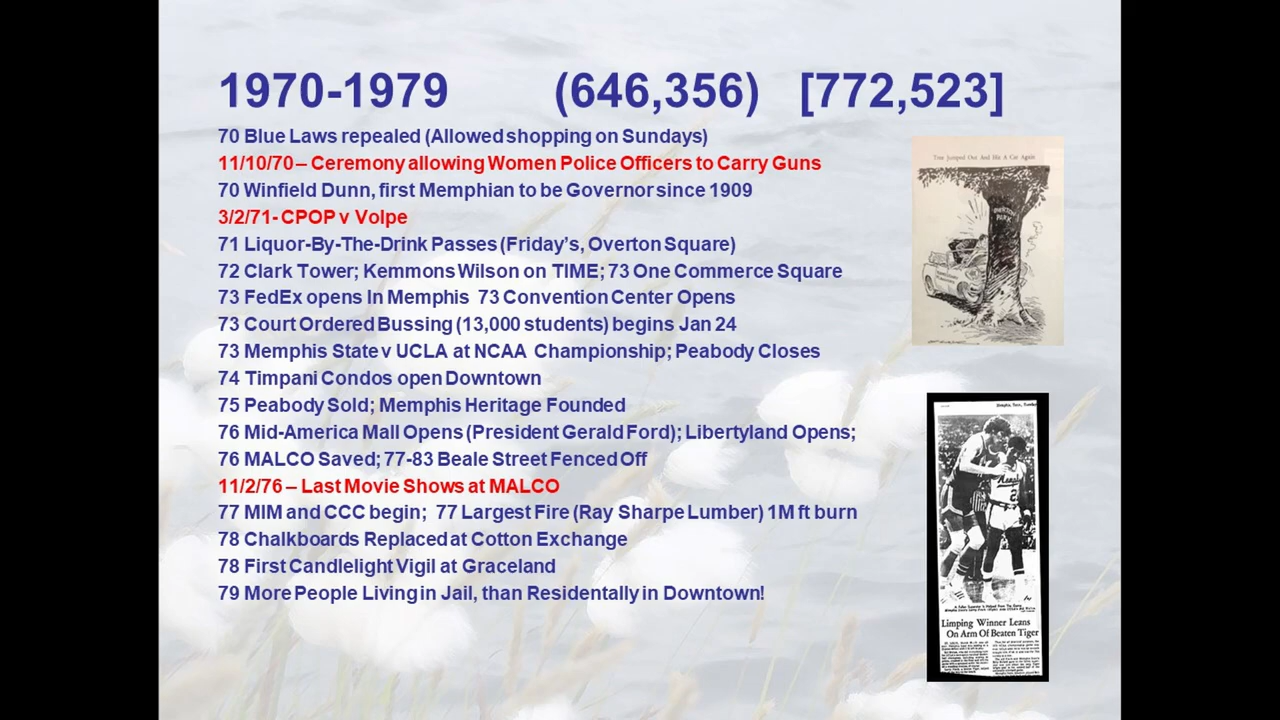 1970-1979 (646,356) [772,523]
70 Blue Laws repealed (Allowed shopping on Sundays)
11/10/70 – Ceremony allowing Women Police Officers to Carry Guns
70 Winfield Dunn, first Memphian to be Governor since 1909
3/2/71- CPOP v Volpe
71 Liquor-By-The-Drink Passes (Friday's, Overton Square)
72 Clark Tower; Kemmons Wilson on TIME; 73 One Commerce Square
73 FedEx opens In Memphis 73 Convention Center Opens
73 Court Ordered Bussing (13,000 students) begins Jan 24
73 Memphis State v UCLA at NCAA Championship; Peabody Closes
74 Timpani Condos open Downtown
75 Peabody Sold; Memphis Heritage Founded
76 Mid-America Mall Opens (President Gerald Ford); Libertyland Opens;
76 MALCO Saved; 77-83 Beale Street Fenced Off
11/2/76 – Last Movie Shows at MALCO
77 MIM and CCC begin; 77 Largest Fire (Ray Sharpe Lumber) 1M ft burn
78 Chalkboards Replaced at Cotton Exchange
78 First Candlelight Vigil at Graceland
79 More People Living in Jail, than Residentally in Downtown!
Tree Jumped Out And Hit A Car Again
OVERTON
PARK
Limping Winner Leans
On Arm Of Beaten Tiger